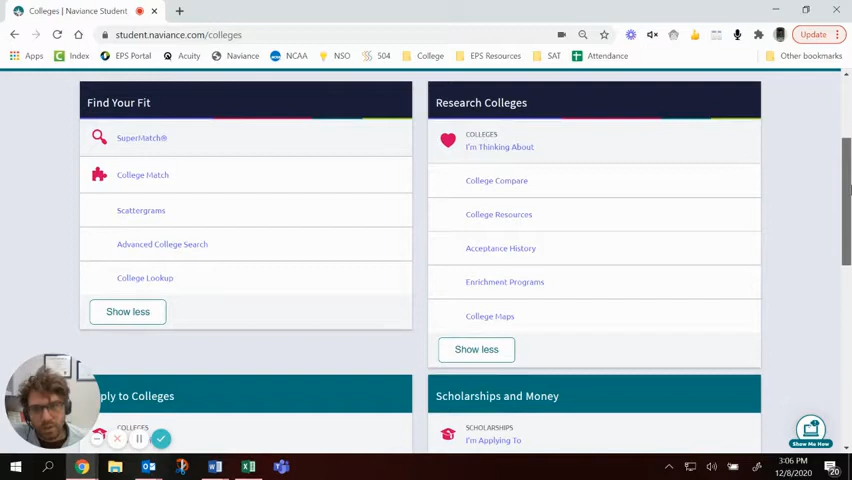 Colleges | Naviance Student
Update
student.naviance.com/colleges
Apps
Index
EPS Portal
Acuity
Naviance
NCAA
NSO
504
College
EPS Resources
SAT
Attendance
Other bookmarks
Find Your Fit
SuperMatch®
College Match
Scattergrams
Advanced College Search
College Lookup
Show less
Research Colleges
COLLEGES
I'm Thinking About
College Compare
College Resources
Acceptance History
Enrichment Programs
College Maps
Show less
ply to Colleges
COLLEGES
Scholarships and Money
SCHOLARSHIPS
I'm Applying To
Show Me How
3:06 PM
12/8/2020
20